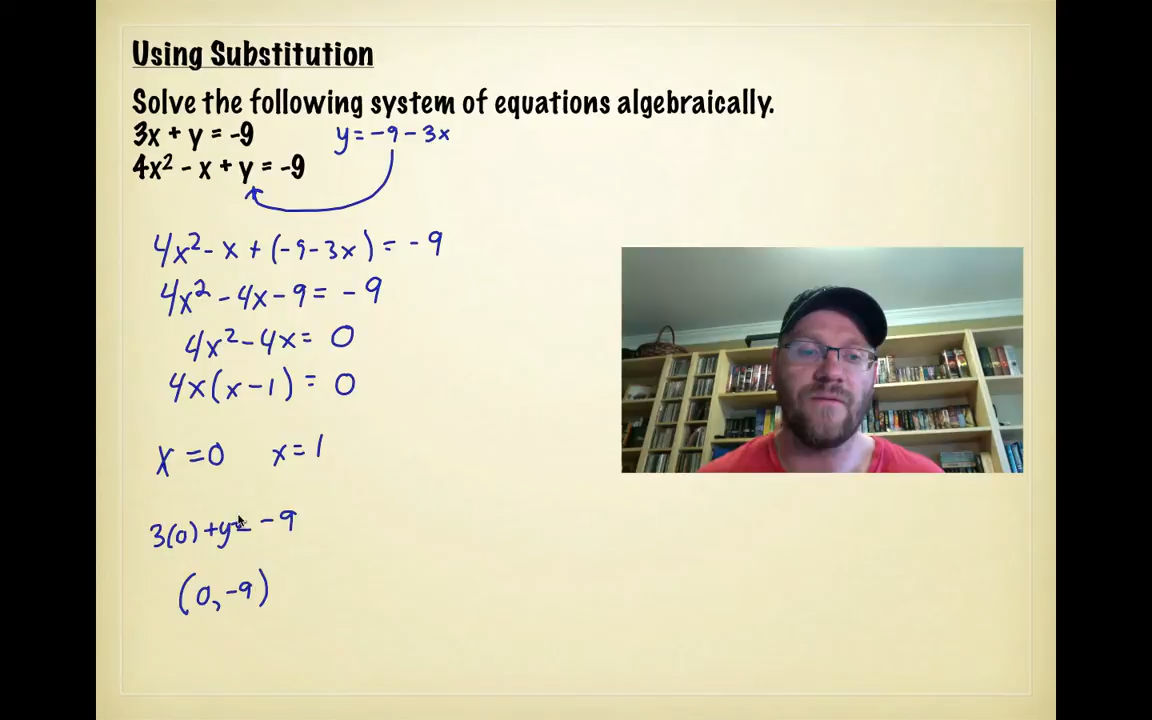 Using Substitution
Solve the following system of equations algebraically.
3x + y = -9 y = -9 - 3x
4x² - x + y = -9
4x² - x + (-9 - 3x) = -9
4x² - 4x - 9 = -9
4x² - 4x = 0
4x(x - 1) = 0
x = 0 x = 1
3(0) + y = -9
(0, -9)